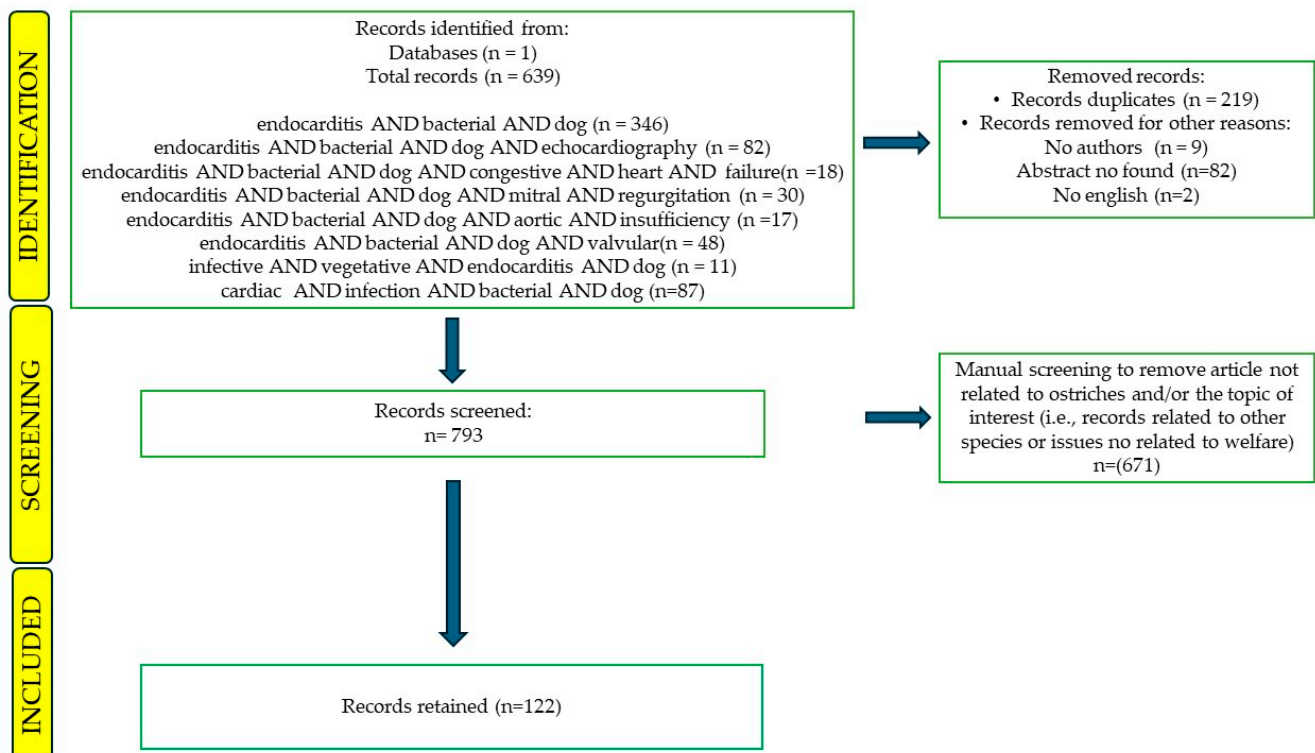 IDENTIFICATION
Records identified from:
Databases (n = 1)
Total records (n = 639)
endocarditis AND bacterial AND dog (n = 346)
endocarditis AND bacterial AND dog AND echocardiography (n = 82)
endocarditis AND bacterial AND dog AND congestive AND heart AND failure(n =18)
endocarditis AND bacterial AND dog AND mitral AND regurgitation (n = 30)
endocarditis AND bacterial AND dog AND aortic AND insufficiency (n =17)
endocarditis AND bacterial AND dog AND valvular(n = 48)
infective AND vegetative AND endocarditis AND dog (n = 11)
cardiac AND infection AND bacterial AND dog (n=87)
Removed records:
• Records duplicates (n = 219)
• Records removed for other reasons:
No authors (n = 9)
Abstract no found (n=82)
No english (n=2)
SCREENING
Records screened:
n= 793
Manual screening to remove article not
related to ostriches and/or the topic of
interest (i.e., records related to other
species or issues no related to welfare)
n=(671)
INCLUDED
Records retained (n=122)